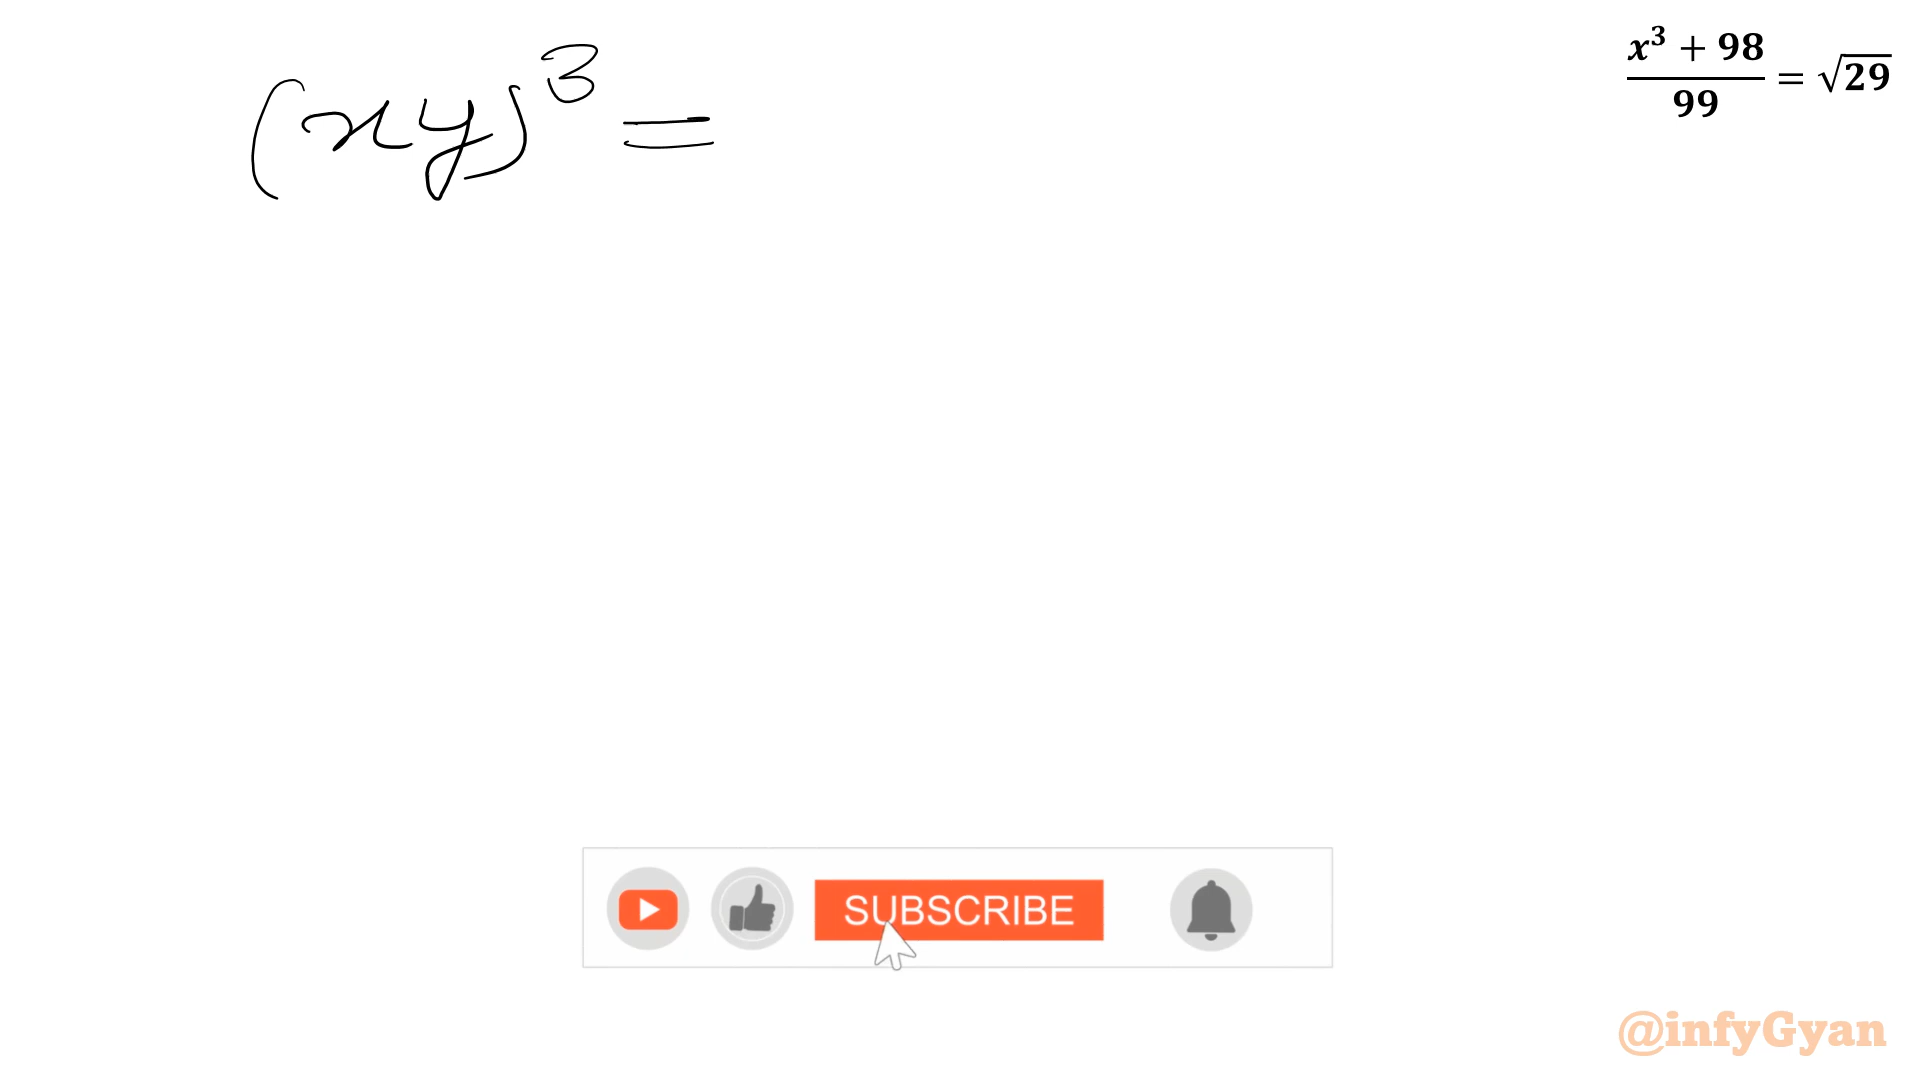 (xy)³ =
x³ + 98
99
= √29
SUBSCRIBE
@infyGyan